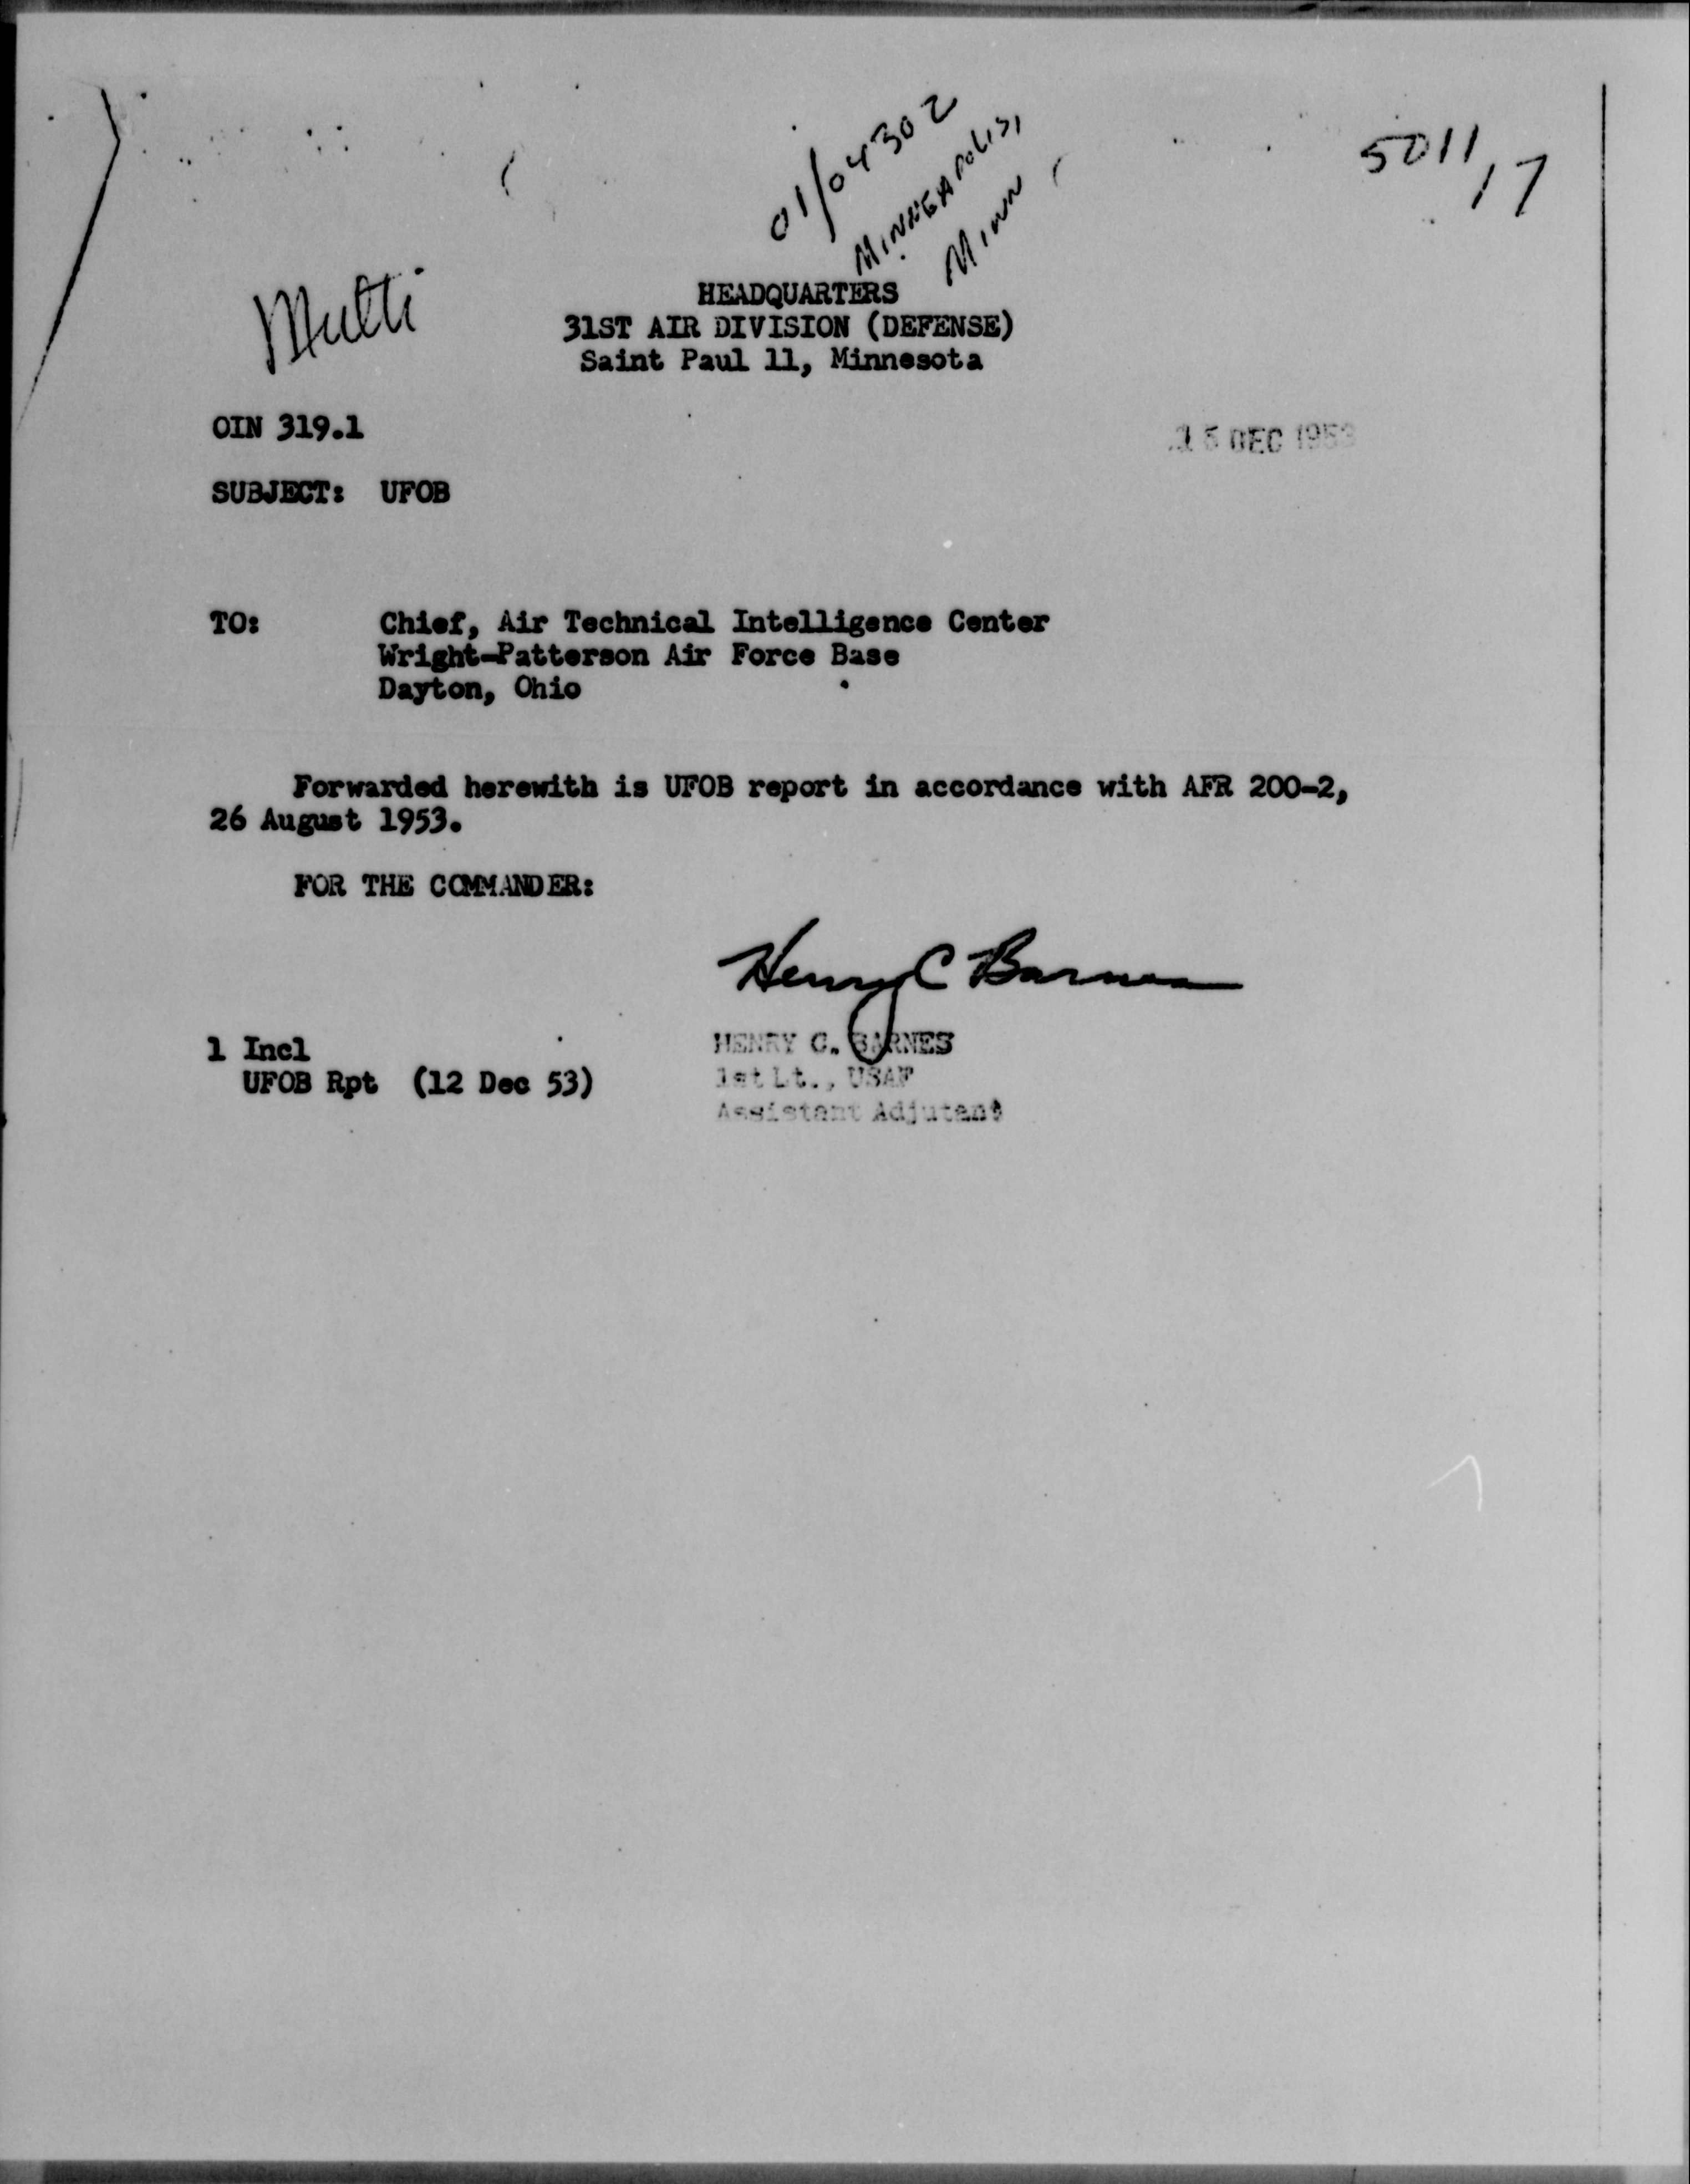 01/0430Z
MINNEAPOLIS,
MINN
5011/17
Multi
HEADQUARTERS
31ST AIR DIVISION (DEFENSE)
Saint Paul 11, Minnesota
OIN 319.1
15 DEC 1953
SUBJECT: UFOB
TO: Chief, Air Technical Intelligence Center
Wright-Patterson Air Force Base
Dayton, Ohio
Forwarded herewith is UFOB report in accordance with AFR 200-2,
26 August 1953.
FOR THE COMMANDER:
Henry C Barnes
1 Incl
UFOB Rpt (12 Dec 53)
HENRY C. BARNES
1st Lt., USAF
Assistant Adjutant